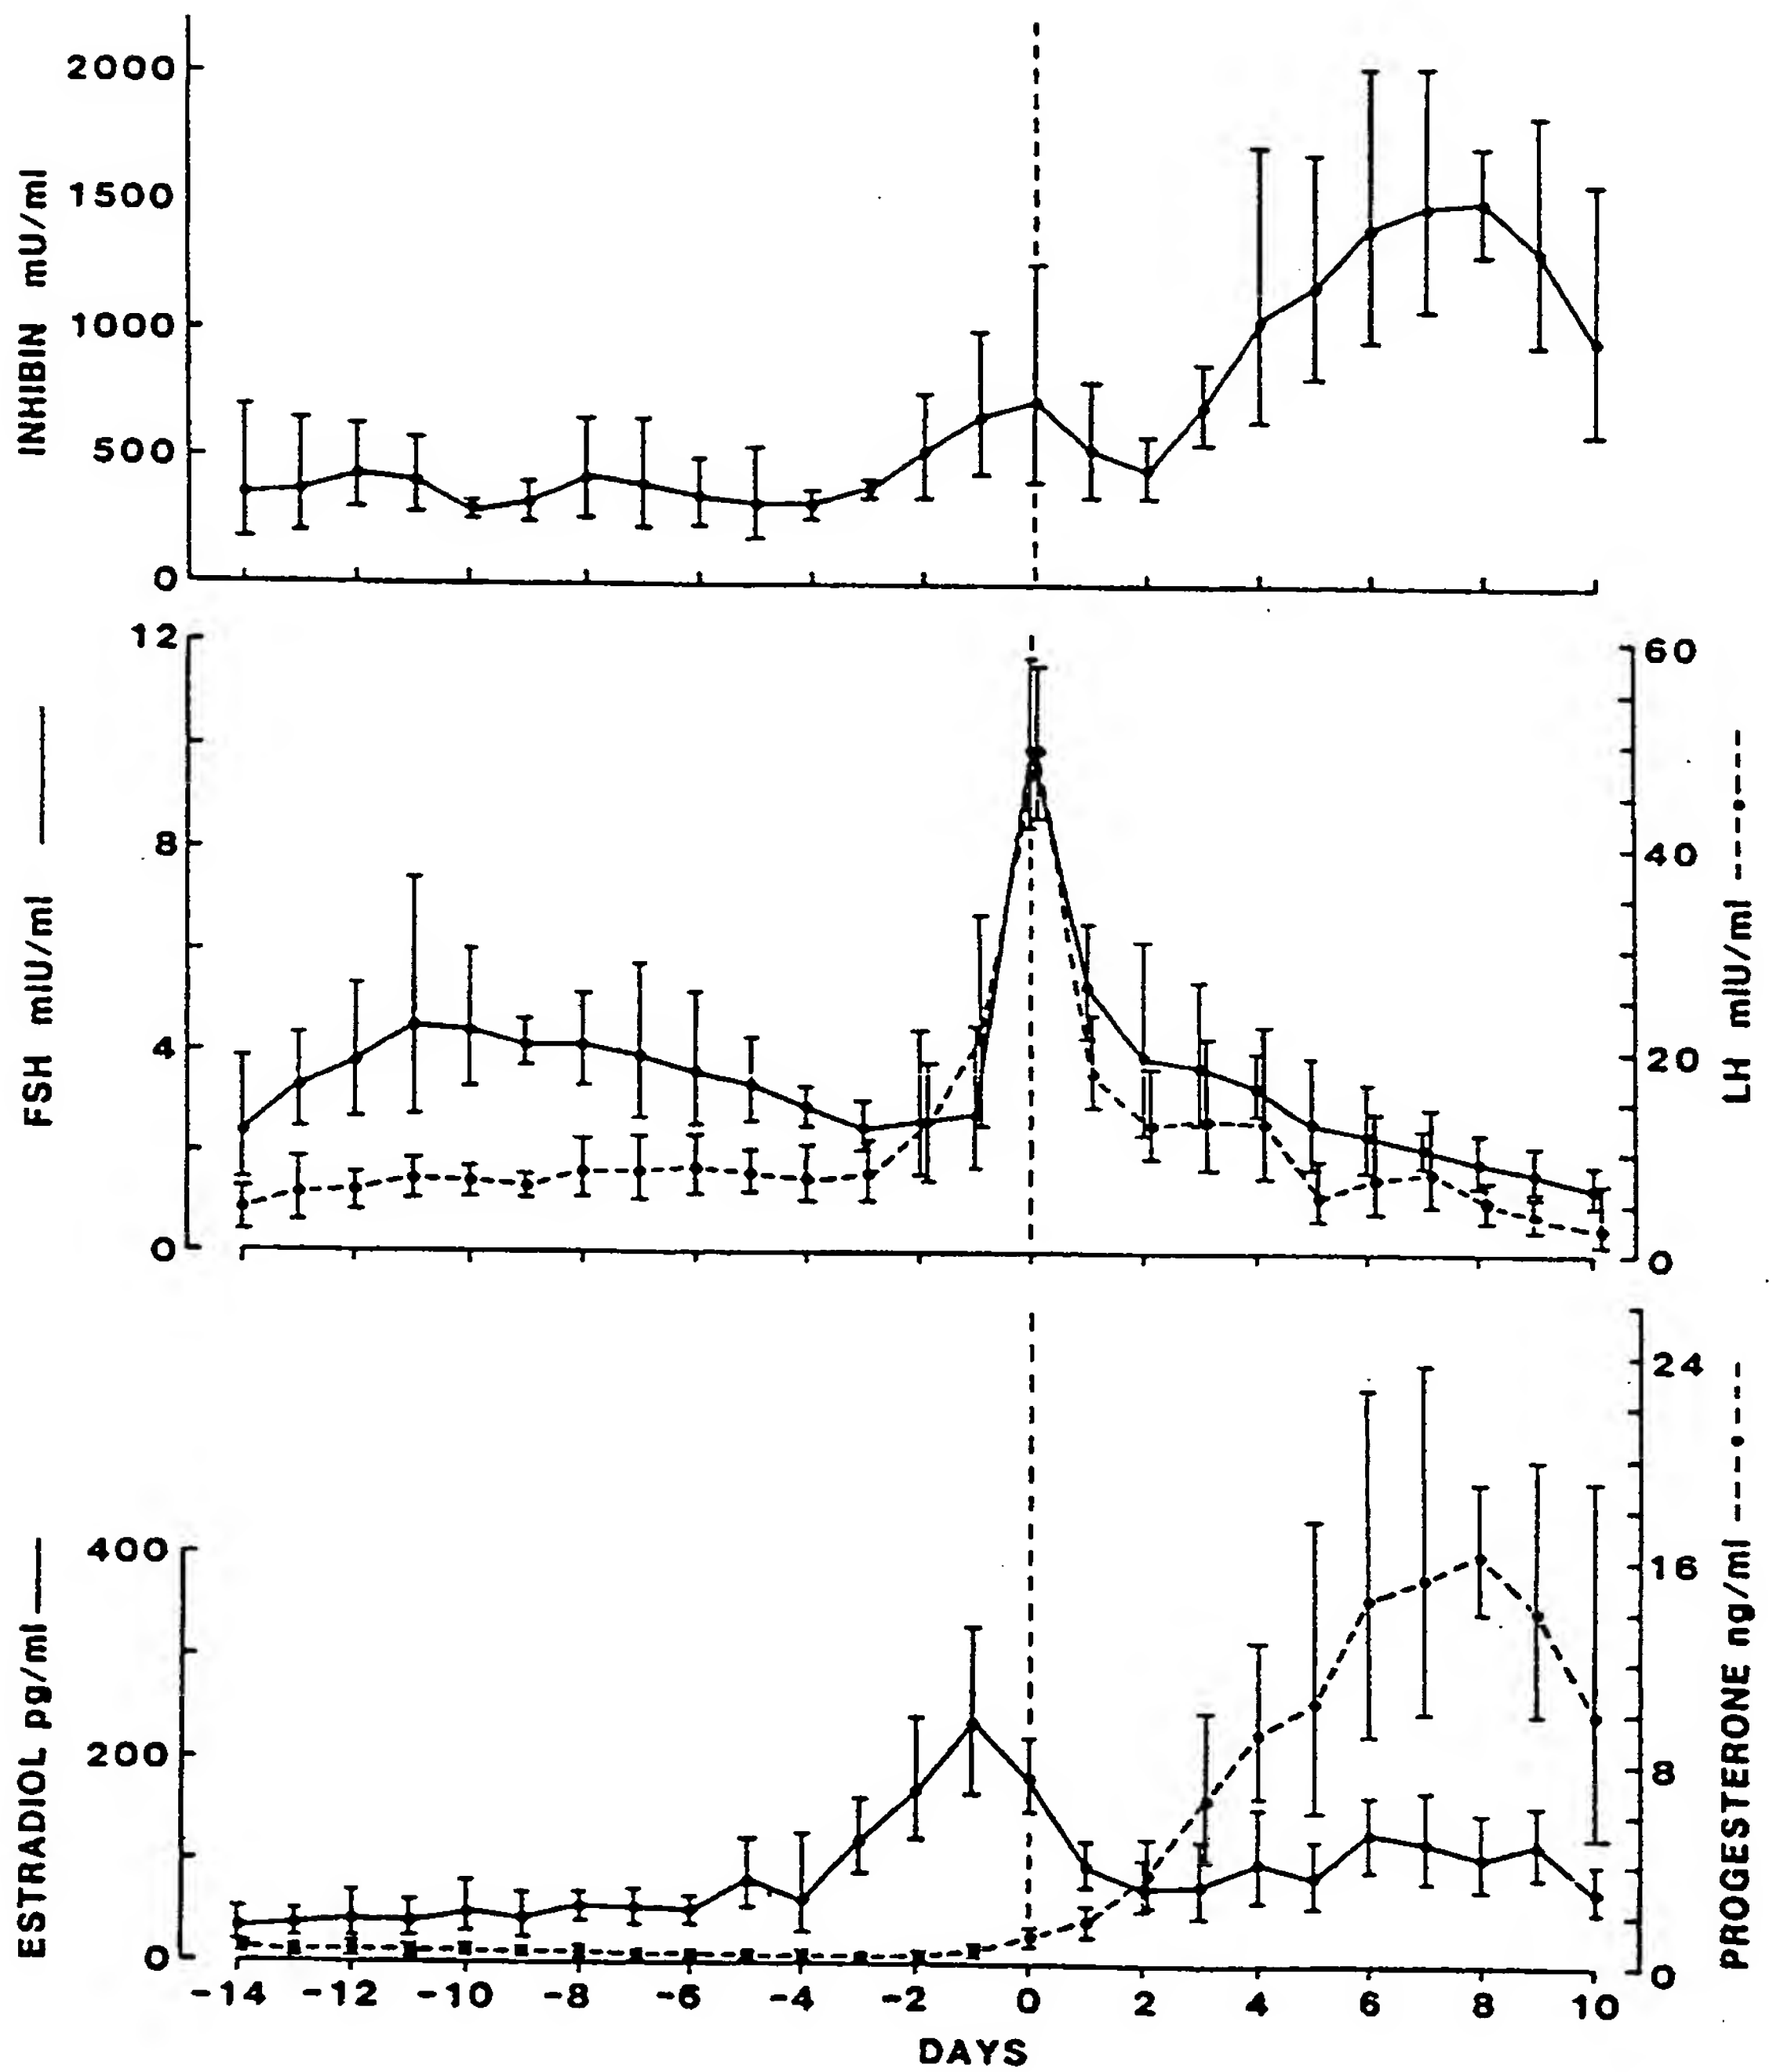 INHIBIN mU/ml
2000
1500
1000
500
0
FSH mIU/ml
12
8
4
0
60
40
20
0
LH mIU/ml
ESTRADIOL pg/ml
400
200
0
24
16
8
0
PROGESTERONE ng/ml
-14 -12 -10 -8 -6 -4 -2 0 2 4 6 8 10
DAYS